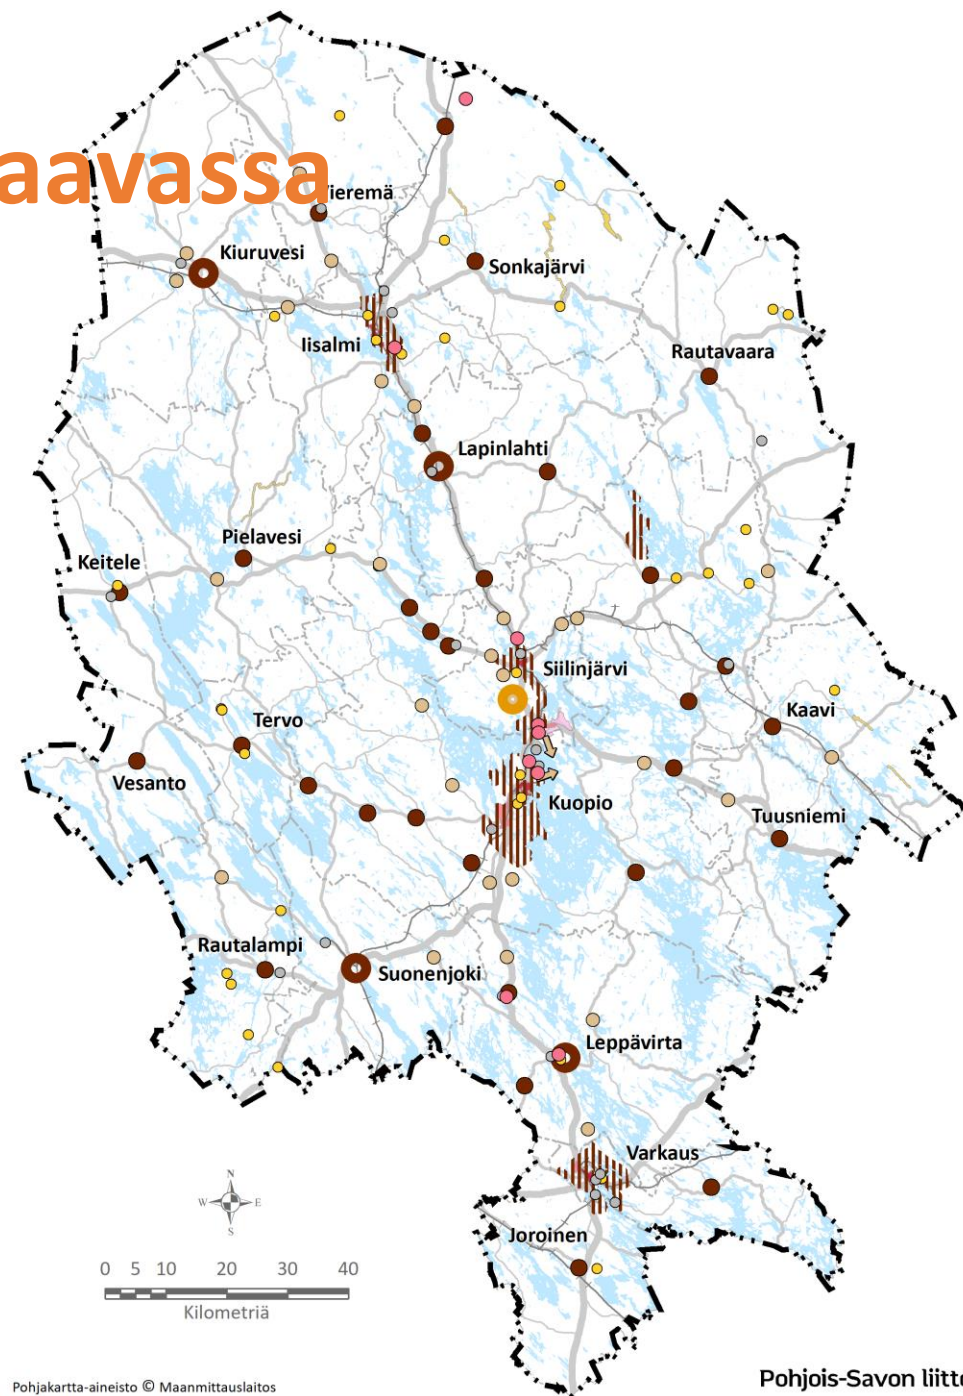 aavassa
ieremä
Kiuruvesi
Sonkajärvi
Iisalmi
Rautavaara
Lapinlahti
Pielavesi
Keitele
Siilinjärvi
Tervo
Kaavi
Vesanto
Kuopio
Tuusniemi
Rautalampi
Suonenjoki
Leppävirta
Varkaus
Joroinen
N
W E
S
0 5 10 20 30 40
Kilometriä
Pohjakartta-aineisto © Maanmittauslaitos
Pohjois-Savon liitto